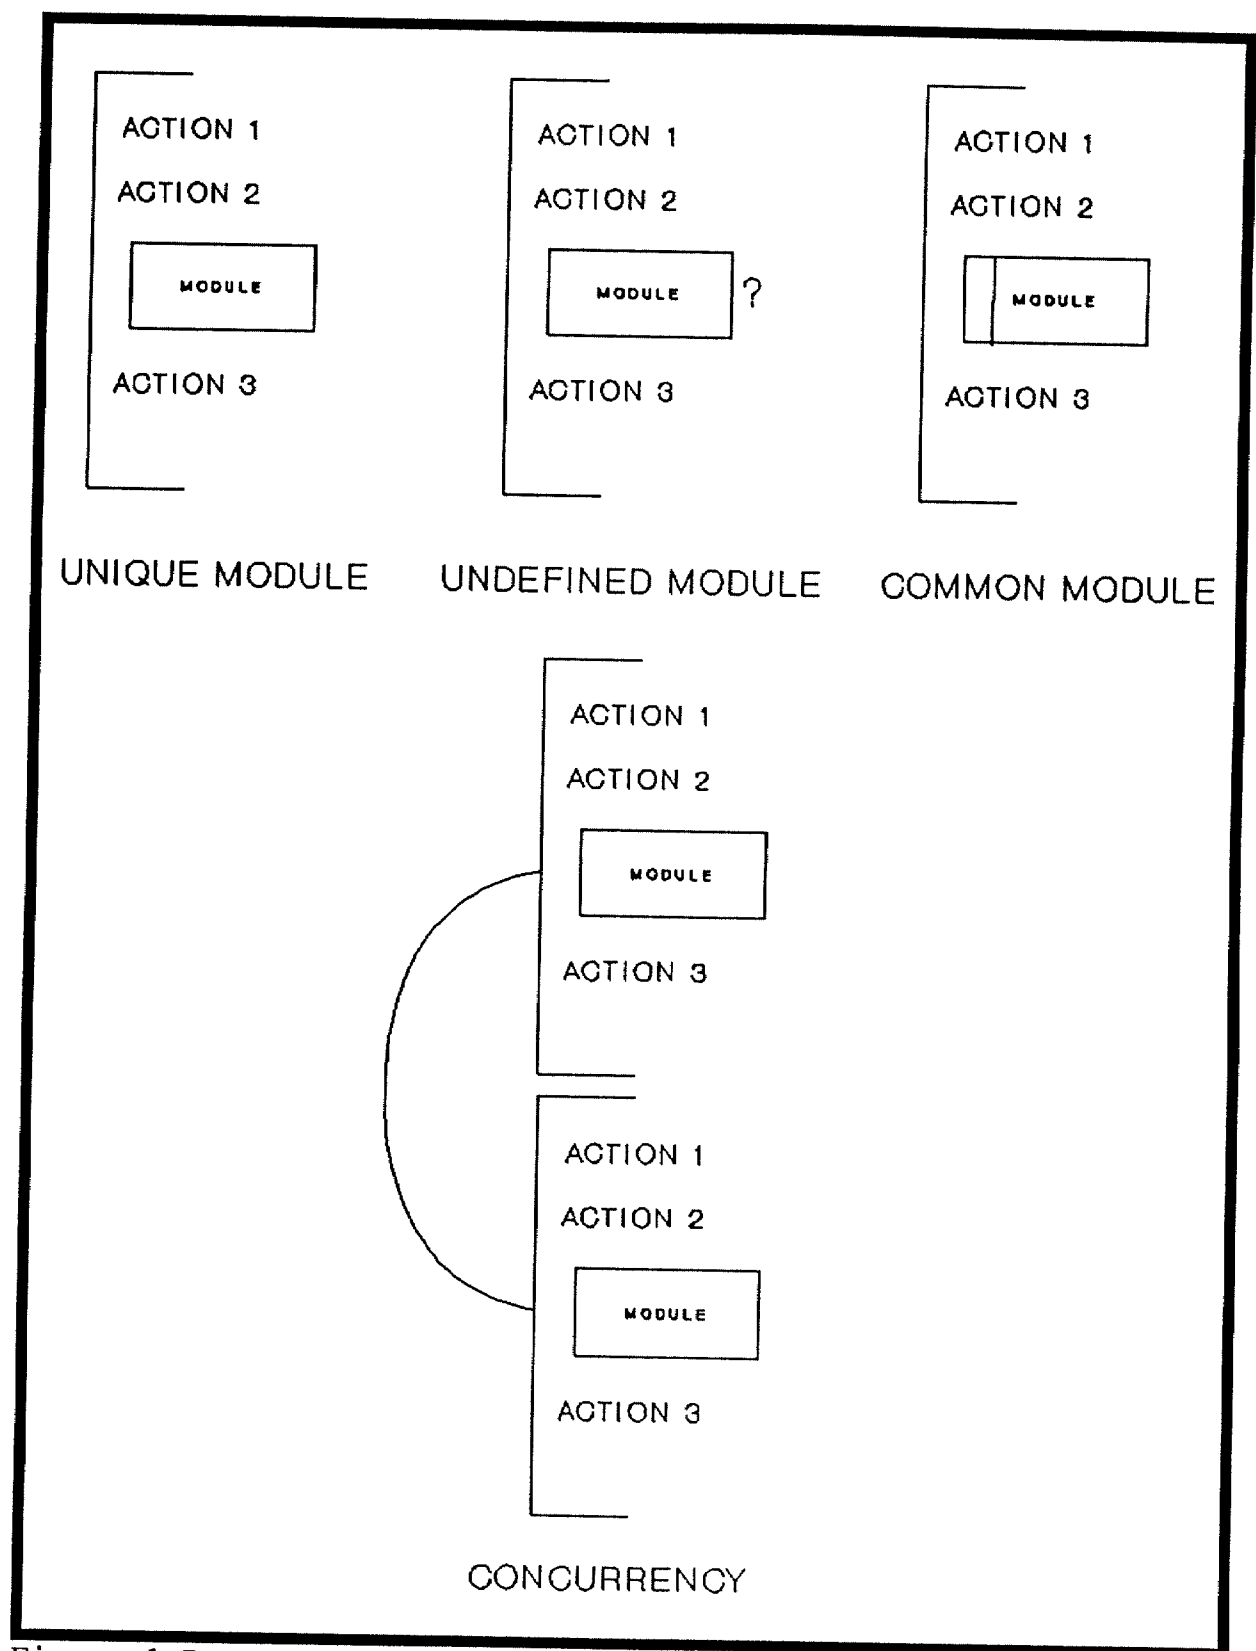 ACTION 1
ACTION 2
MODULE
ACTION 3
UNIQUE MODULE
ACTION 1
ACTION 2
MODULE ?
ACTION 3
UNDEFINED MODULE
ACTION 1
ACTION 2
MODULE
ACTION 3
COMMON MODULE
ACTION 1
ACTION 2
MODULE
ACTION 3
ACTION 1
ACTION 2
MODULE
ACTION 3
CONCURRENCY